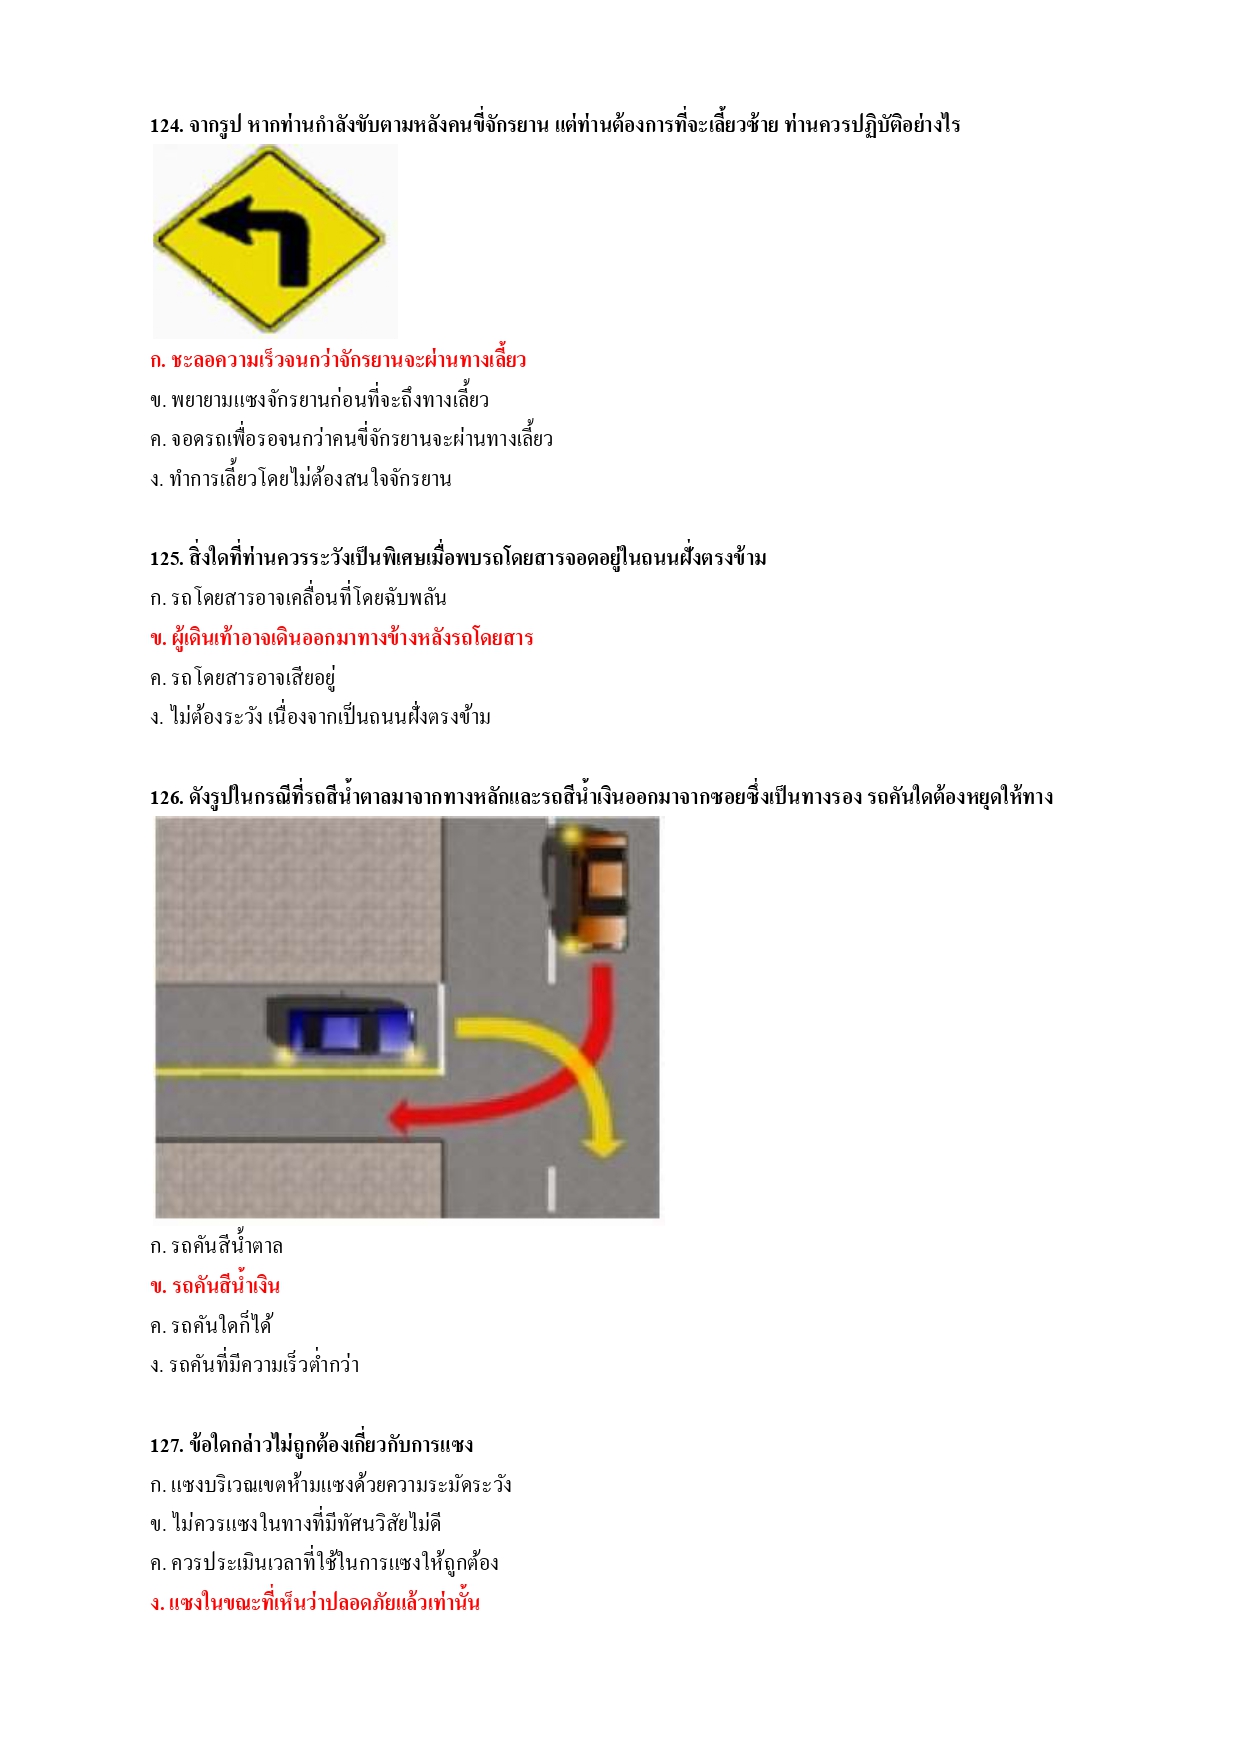 124. จากรูป หากท่านกำลังขับตามหลังคนขี่จักรยาน แต่ท่านต้องการที่จะเลี้ยวซ้าย ท่านควรปฏิบัติอย่างไร
ก. ชะลอความเร็วจนกว่าจักรยานจะผ่านทางเลี้ยว
ข. พยายามแซงจักรยานก่อนที่จะถึงทางเลี้ยว
ค. จอดรถเพื่อรอจนกว่าคนขี่จักรยานจะผ่านทางเลี้ยว
ง. ทำการเลี้ยวโดยไม่ต้องสนใจจักรยาน
125. สิ่งใดที่ท่านควรระวังเป็นพิเศษเมื่อพบรถโดยสารจอดอยู่ในถนนฝั่งตรงข้าม
ก. รถโดยสารอาจเคลื่อนที่โดยฉับพลัน
ข. ผู้เดินเท้าอาจเดินออกมาทางข้างหลังรถโดยสาร
ค. รถโดยสารอาจเสียอยู่
ง. ไม่ต้องระวัง เนื่องจากเป็นถนนฝั่งตรงข้าม
126. ดังรูปในกรณีที่รถสีน้ำตาลมาจากทางหลักและรถสีน้ำเงินออกมาจากซอยซึ่งเป็นทางรอง รถคันใดต้องหยุดให้ทาง
ก. รถคันสีน้ำตาล
ข. รถคันสีน้ำเงิน
ค. รถคันใดก็ได้
ง. รถคันที่มีความเร็วต่ำกว่า
127. ข้อใดกล่าวไม่ถูกต้องเกี่ยวกับการแซง
ก. แซงบริเวณเขตห้ามแซงด้วยความระมัดระวัง
ข. ไม่ควรแซงในทางที่มีทัศนวิสัยไม่ดี
ค. ควรประเมินเวลาที่ใช้ในการแซงให้ถูกต้อง
ง. แซงในขณะที่เห็นว่าปลอดภัยแล้วเท่านั้น